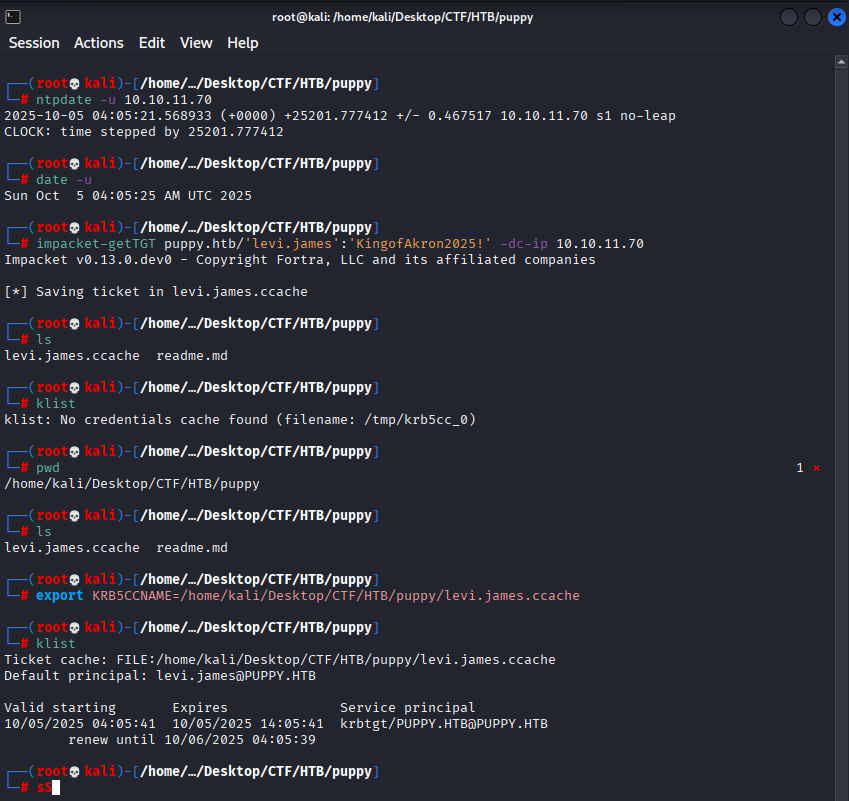 root@kali: /home/kali/Desktop/CTF/HTB/puppy
Session Actions Edit View Help
┌──(root💀kali)-[/home/…/Desktop/CTF/HTB/puppy]
└─# ntpdate -u 10.10.11.70
2025-10-05 04:05:21.568933 (+0000) +25201.777412 +/- 0.467517 10.10.11.70 s1 no-leap
CLOCK: time stepped by 25201.777412
┌──(root💀kali)-[/home/…/Desktop/CTF/HTB/puppy]
└─# date -u
Sun Oct  5 04:05:25 AM UTC 2025
┌──(root💀kali)-[/home/…/Desktop/CTF/HTB/puppy]
└─# impacket-getTGT puppy.htb/'levi.james':'KingofAkron2025!' -dc-ip 10.10.11.70
Impacket v0.13.0.dev0 - Copyright Fortra, LLC and its affiliated companies
[*] Saving ticket in levi.james.ccache
┌──(root💀kali)-[/home/…/Desktop/CTF/HTB/puppy]
└─# ls
levi.james.ccache  readme.md
┌──(root💀kali)-[/home/…/Desktop/CTF/HTB/puppy]
└─# klist
klist: No credentials cache found (filename: /tmp/krb5cc_0)
┌──(root💀kali)-[/home/…/Desktop/CTF/HTB/puppy]
└─# pwd 1 ×
/home/kali/Desktop/CTF/HTB/puppy
┌──(root💀kali)-[/home/…/Desktop/CTF/HTB/puppy]
└─# ls
levi.james.ccache  readme.md
┌──(root💀kali)-[/home/…/Desktop/CTF/HTB/puppy]
└─# export KRB5CCNAME=/home/kali/Desktop/CTF/HTB/puppy/levi.james.ccache
┌──(root💀kali)-[/home/…/Desktop/CTF/HTB/puppy]
└─# klist
Ticket cache: FILE:/home/kali/Desktop/CTF/HTB/puppy/levi.james.ccache
Default principal: levi.james@PUPPY.HTB
Valid starting       Expires              Service principal
10/05/2025 04:05:41  10/05/2025 14:05:41  krbtgt/PUPPY.HTB@PUPPY.HTB
        renew until 10/06/2025 04:05:39
┌──(root💀kali)-[/home/…/Desktop/CTF/HTB/puppy]
└─# sS